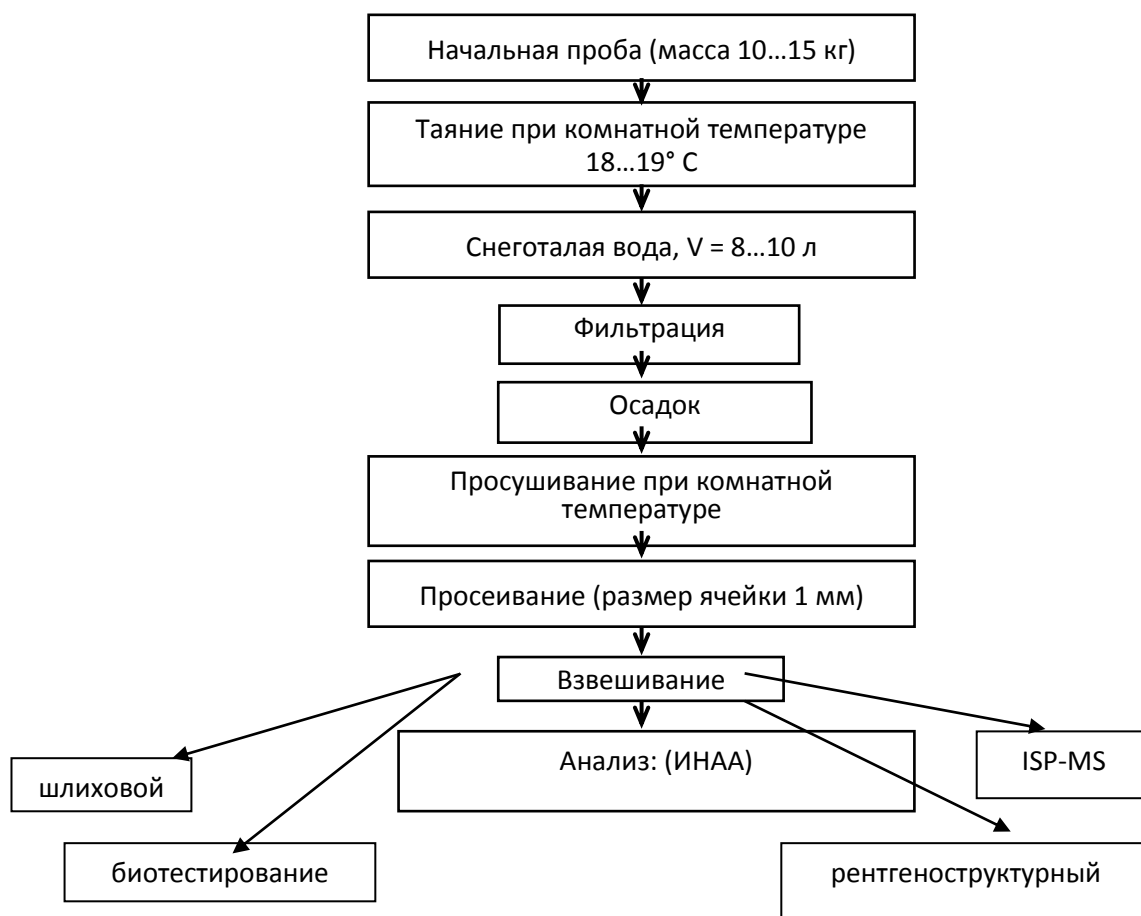 Начальная проба (масса 10...15 кг)
Таяние при комнатной температуре
18...19° С
Снеготалая вода, V = 8...10 л
Фильтрация
Осадок
Просушивание при комнатной
температуре
Просеивание (размер ячейки 1 мм)
Взвешивание
Анализ: (ИНАА)
ISP-MS
шлиховой
биотестирование
рентгеноструктурный